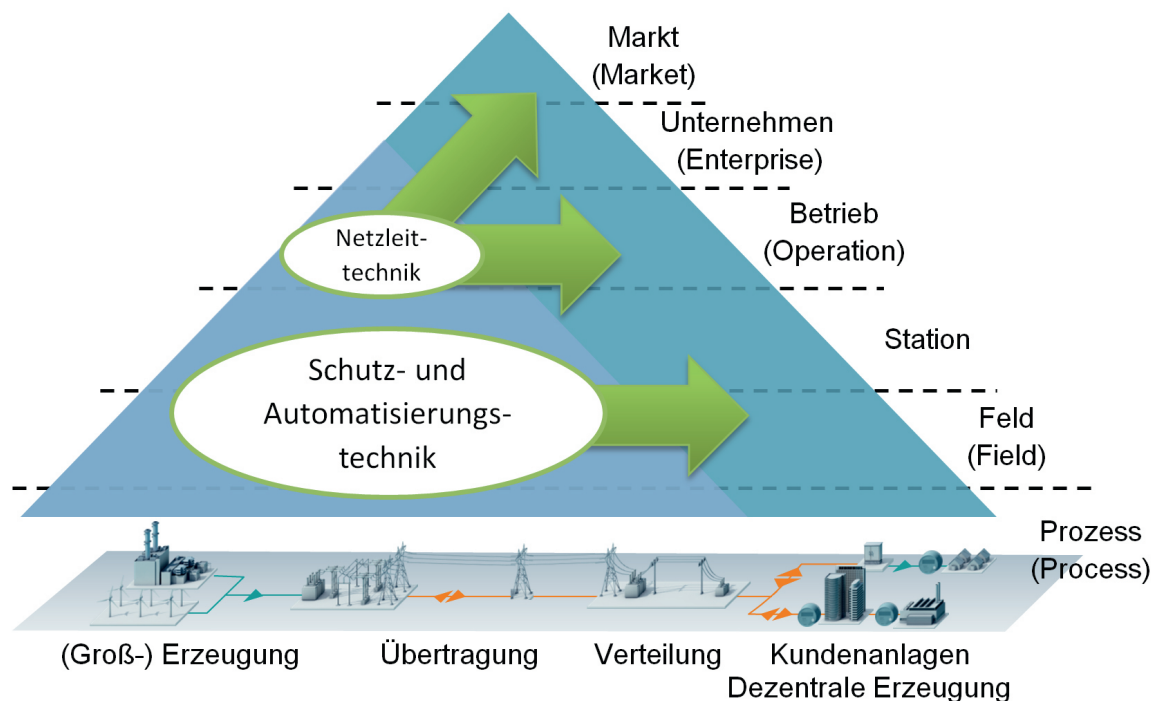 Markt
(Market)
Unternehmen
(Enterprise)
Betrieb
(Operation)
Netzleit-
technik
Station
Schutz- und
Automatisierungs-
technik
Feld
(Field)
Prozess
(Process)
(Groß-) Erzeugung
Übertragung
Verteilung
Kundenanlagen
Dezentrale Erzeugung